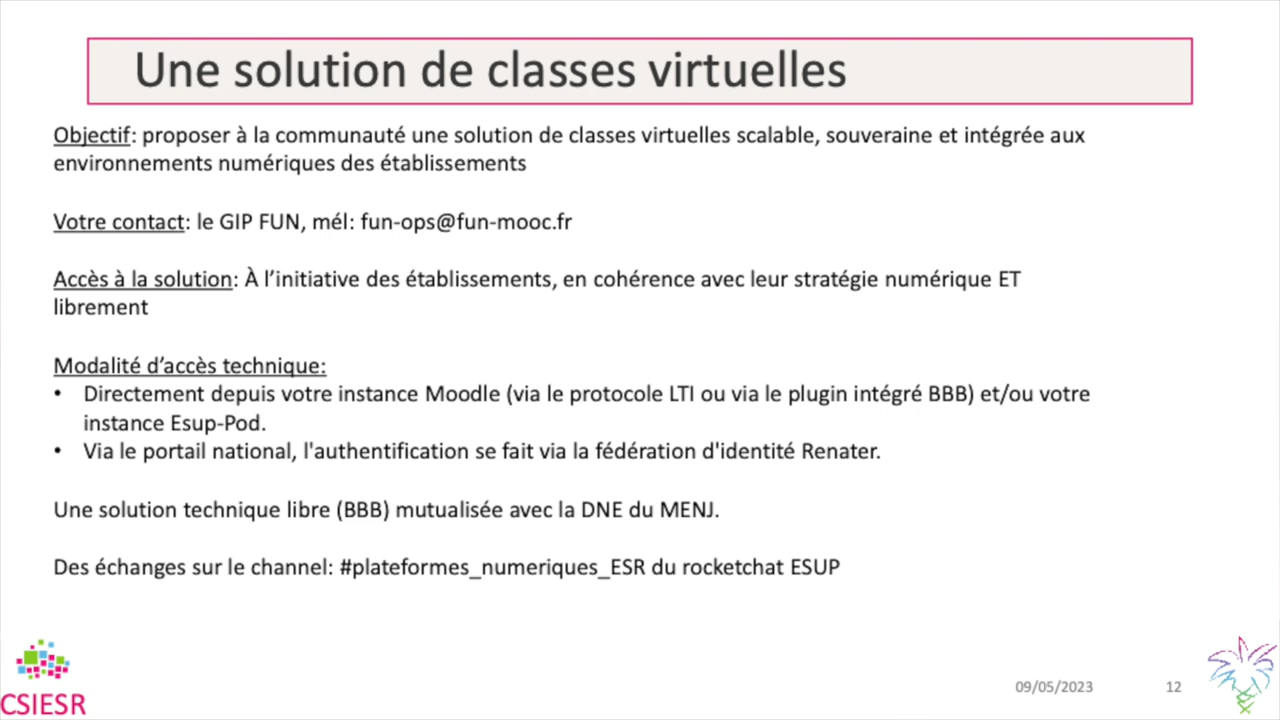 Une solution de classes virtuelles
Objectif: proposer à la communauté une solution de classes virtuelles scalable, souveraine et intégrée aux
environnements numériques des établissements
Votre contact: le GIP FUN, mél: fun-ops@fun-mooc.fr
Accès à la solution: À l’initiative des établissements, en cohérence avec leur stratégie numérique ET
librement
Modalité d’accès technique:
• Directement depuis votre instance Moodle (via le protocole LTI ou via le plugin intégré BBB) et/ou votre
instance Esup-Pod.
• Via le portail national, l'authentification se fait via la fédération d'identité Renater.
Une solution technique libre (BBB) mutualisée avec la DNE du MENJ.
Des échanges sur le channel: #plateformes_numeriques_ESR du rocketchat ESUP
CSIESR
09/05/2023
12